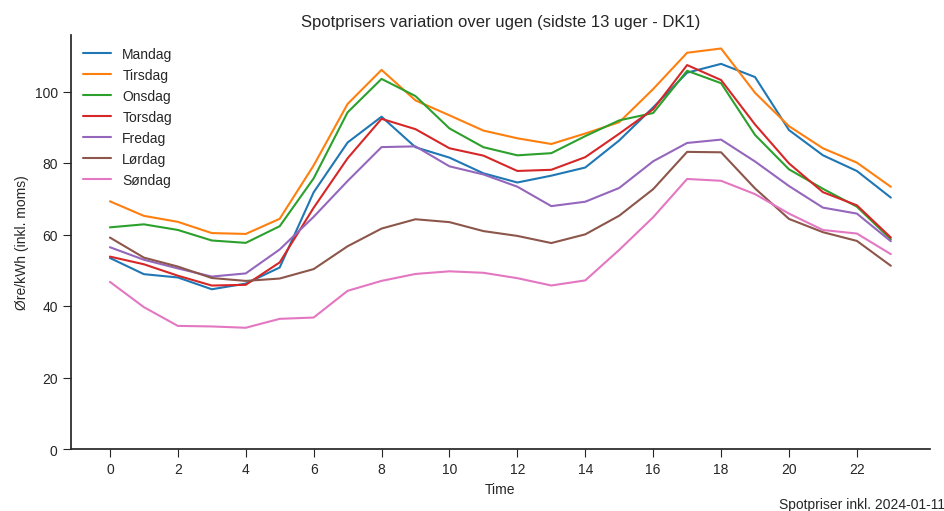 Spotprisers variation over ugen (sidste 13 uger - DK1)
Mandag
Tirsdag
Onsdag
Torsdag
Fredag
Lørdag
Søndag
Øre/kWh (inkl. moms)
100
80
60
40
20
0
0 2 4 6 8 10 12 14 16 18 20 22
Time
Spotpriser inkl. 2024-01-11